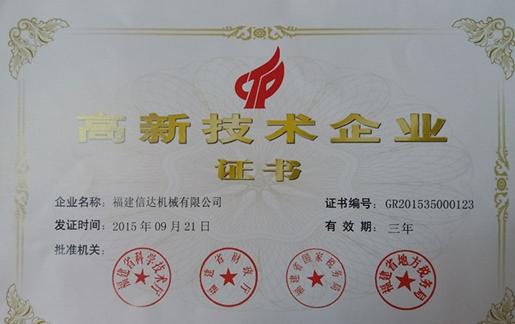 高新技术企业
证书
企业名称：福建信达机械有限公司
证书编号：GR201535000123
发证时间：2015年09月21日
有效期：三年
批准机关：
福建省科学技术厅
福建省财政厅
福建省国家税务局
福建省地方税务局